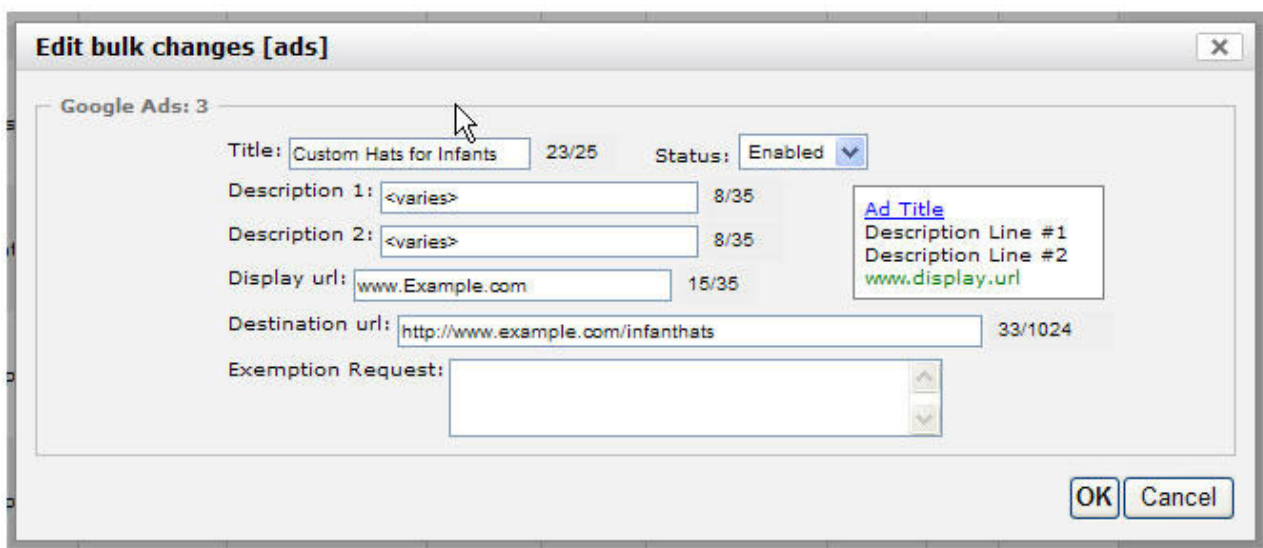 Edit bulk changes [ads]
Google Ads: 3
Title: Custom Hats for Infants 23/25 Status: Enabled
Description 1: <varies> 8/35
Description 2: <varies> 8/35
Display url: www.Example.com 15/35
Ad Title
Description Line #1
Description Line #2
www.display.url
Destination url: http://www.example.com/infanthats 33/1024
Exemption Request:
OK Cancel